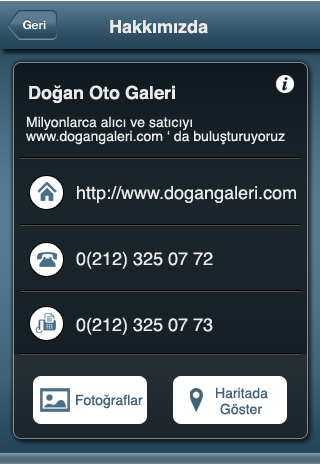 Geri
Hakkımızda
Doğan Oto Galeri
i
Milyonlarca alıcı ve satıcıyı
www.dogangaleri.com ‘ da buluşturuyoruz
http://www.dogangaleri.com
0(212) 325 07 72
0(212) 325 07 73
Fotoğraflar
Haritada
Göster